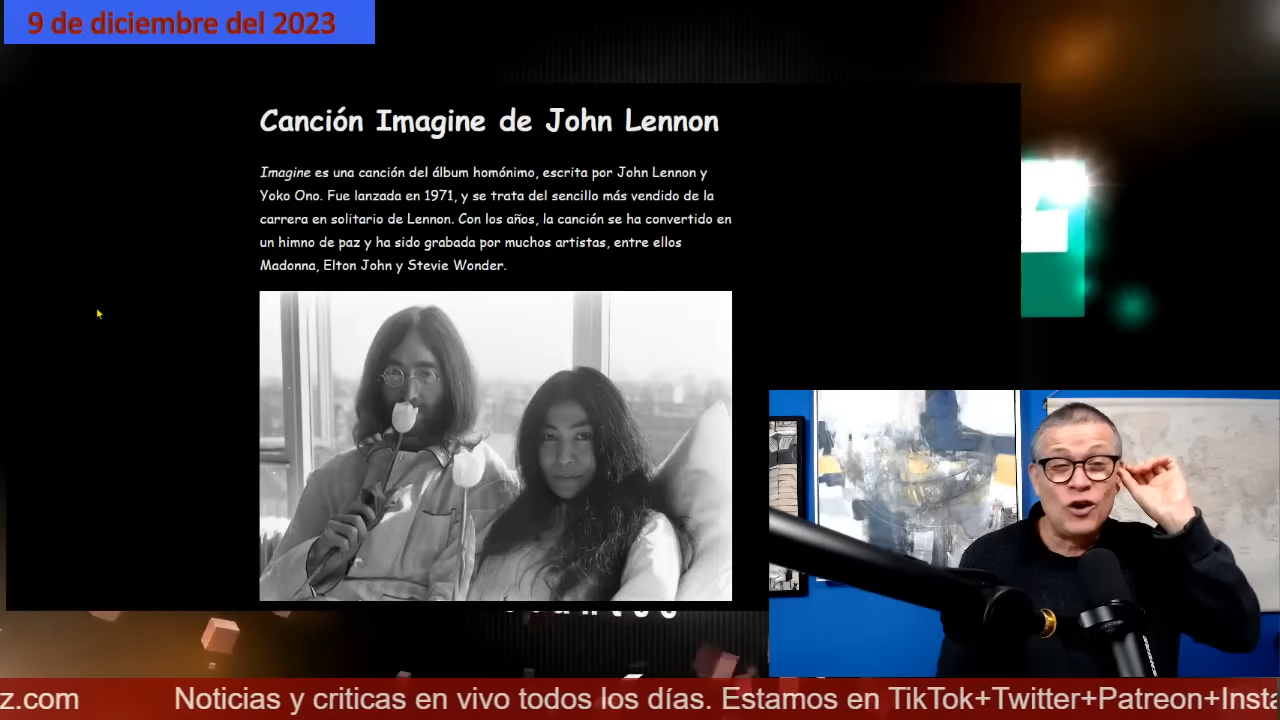 9 de diciembre del 2023
Canción Imagine de John Lennon
Imagine es una canción del álbum homónimo, escrita por John Lennon y
Yoko Ono. Fue lanzada en 1971, y se trata del sencillo más vendido de la
carrera en solitario de Lennon. Con los años, la canción se ha convertido en
un himno de paz y ha sido grabada por muchos artistas, entre ellos
Madonna, Elton John y Stevie Wonder.
z.com Noticias y criticas en vivo todos los días. Estamos en TikTok+Twitter+Patreon+Insta